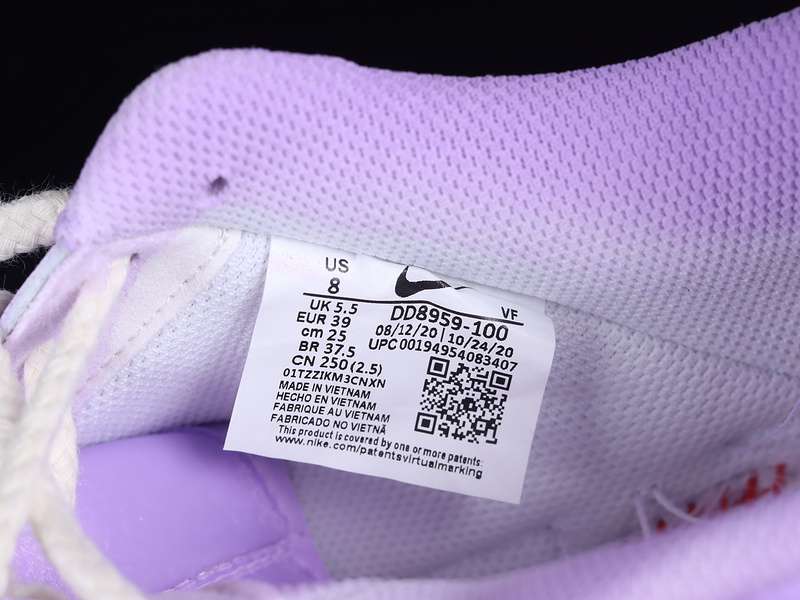 US
8
VF
UK 5.5
DD8959-100
EUR 39
08/12/20 | 10/24/20
cm 25
UPC 00194954083407
BR 37.5
CN 250 (2.5)
01TZZIKM3CNXN
MADE IN VIETNAM
HECHO EN VIETNAM
FABRIQUE AU VIETNAM
FABRICADO NO VIETNÃ
This product is covered by one or more patents:
www.nike.com/patentsvirtualmarking